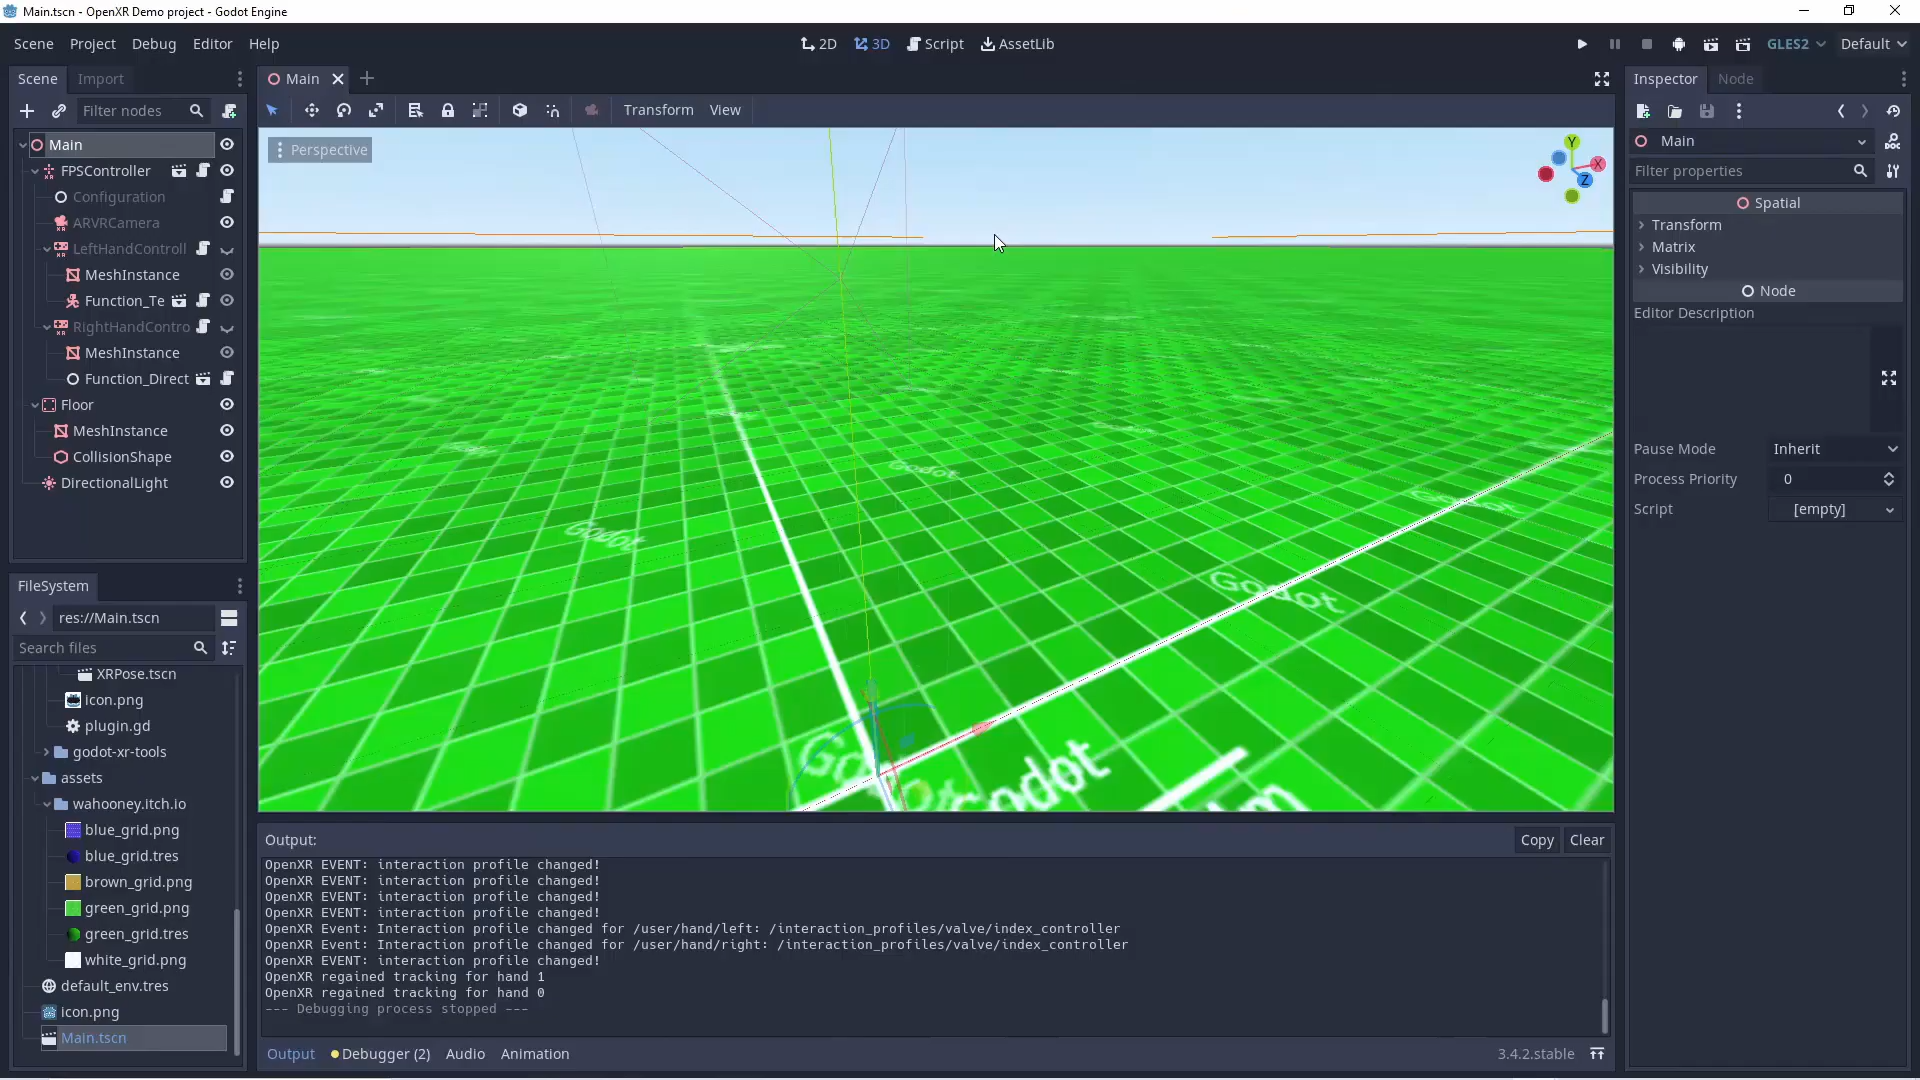 Main.tscn - OpenXR Demo project - Godot Engine
Scene Project Debug Editor Help
2D 3D Script AssetLib
GLES2 Default
Scene Import
Main
Inspector Node
Filter nodes
Transform View
Main
FPSController
Configuration
ARVRCamera
LeftHandControll
MeshInstance
Function_Te
RightHandContro
MeshInstance
Function_Direct
Floor
MeshInstance
CollisionShape
DirectionalLight
Perspective
Y
X
Z
Godot
Godot
Godot
Godot
Godot
Godot
Main
Filter properties
Spatial
Transform
Matrix
Visibility
Node
Editor Description
Pause Mode Inherit
Process Priority 0
Script [empty]
FileSystem
res://Main.tscn
Search files
XRPose.tscn
icon.png
plugin.gd
godot-xr-tools
assets
wahooney.itch.io
blue_grid.png
blue_grid.tres
brown_grid.png
green_grid.png
green_grid.tres
white_grid.png
default_env.tres
icon.png
Main.tscn
Output: Copy Clear
OpenXR EVENT: interaction profile changed!
OpenXR EVENT: interaction profile changed!
OpenXR EVENT: interaction profile changed!
OpenXR EVENT: interaction profile changed!
OpenXR Event: Interaction profile changed for /user/hand/left: /interaction_profiles/valve/index_controller
OpenXR Event: Interaction profile changed for /user/hand/right: /interaction_profiles/valve/index_controller
OpenXR EVENT: interaction profile changed!
OpenXR regained tracking for hand 1
OpenXR regained tracking for hand 0
--- Debugging process stopped ---
Output Debugger (2) Audio Animation 3.4.2.stable